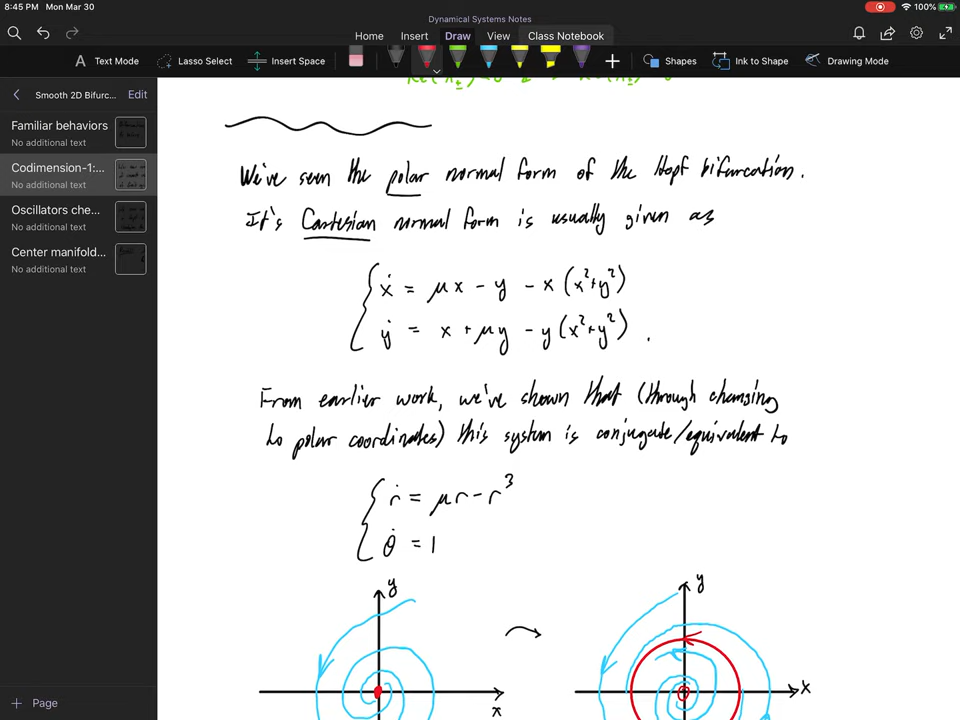 8:45 PM Mon Mar 30
100%
Dynamical Systems Notes
Home Insert Draw View Class Notebook
Text Mode Lasso Select Insert Space Shapes Ink to Shape Drawing Mode
Smooth 2D Bifurc... Edit
Familiar behaviors
No additional text
Codimension-1:...
No additional text
Oscillators che...
No additional text
Center manifold...
No additional text
Page
We've seen the polar normal form of the Hopf bifurcation.
It's Cartesian normal form is usually given as
ẋ = μx - y - x(x²+y²)
ẏ = x + μy - y(x²+y²).
From earlier work, we've shown that (through changing
to polar coordinates) this system is conjugate/equivalent to
ṙ = μr - r³
θ̇ = 1
y
y
x
x